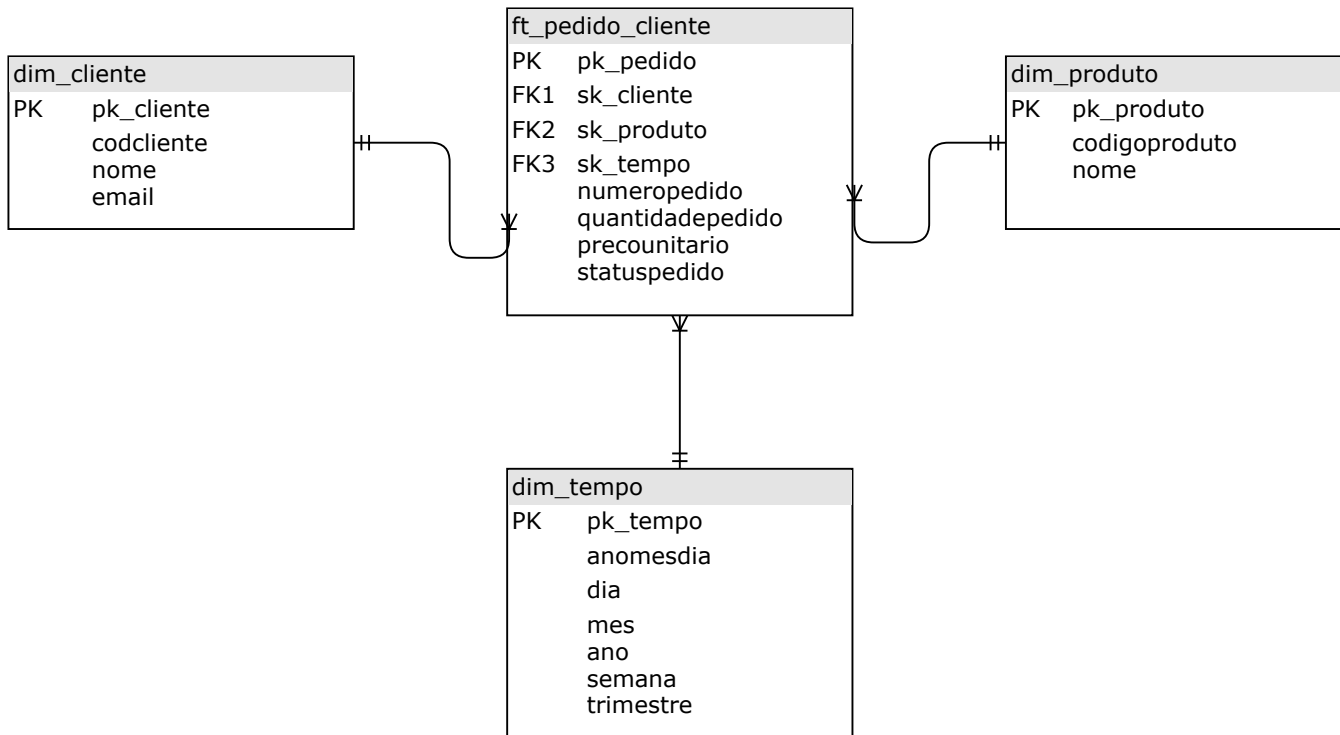 ft_pedido_cliente
PK pk_pedido
FK1 sk_cliente
FK2 sk_produto
FK3 sk_tempo
numeropedido
quantidadepedido
precounitario
statuspedido
dim_cliente
PK pk_cliente
codcliente
nome
email
dim_produto
PK pk_produto
codigoproduto
nome
dim_tempo
PK pk_tempo
anomesdia
dia
mes
ano
semana
trimestre